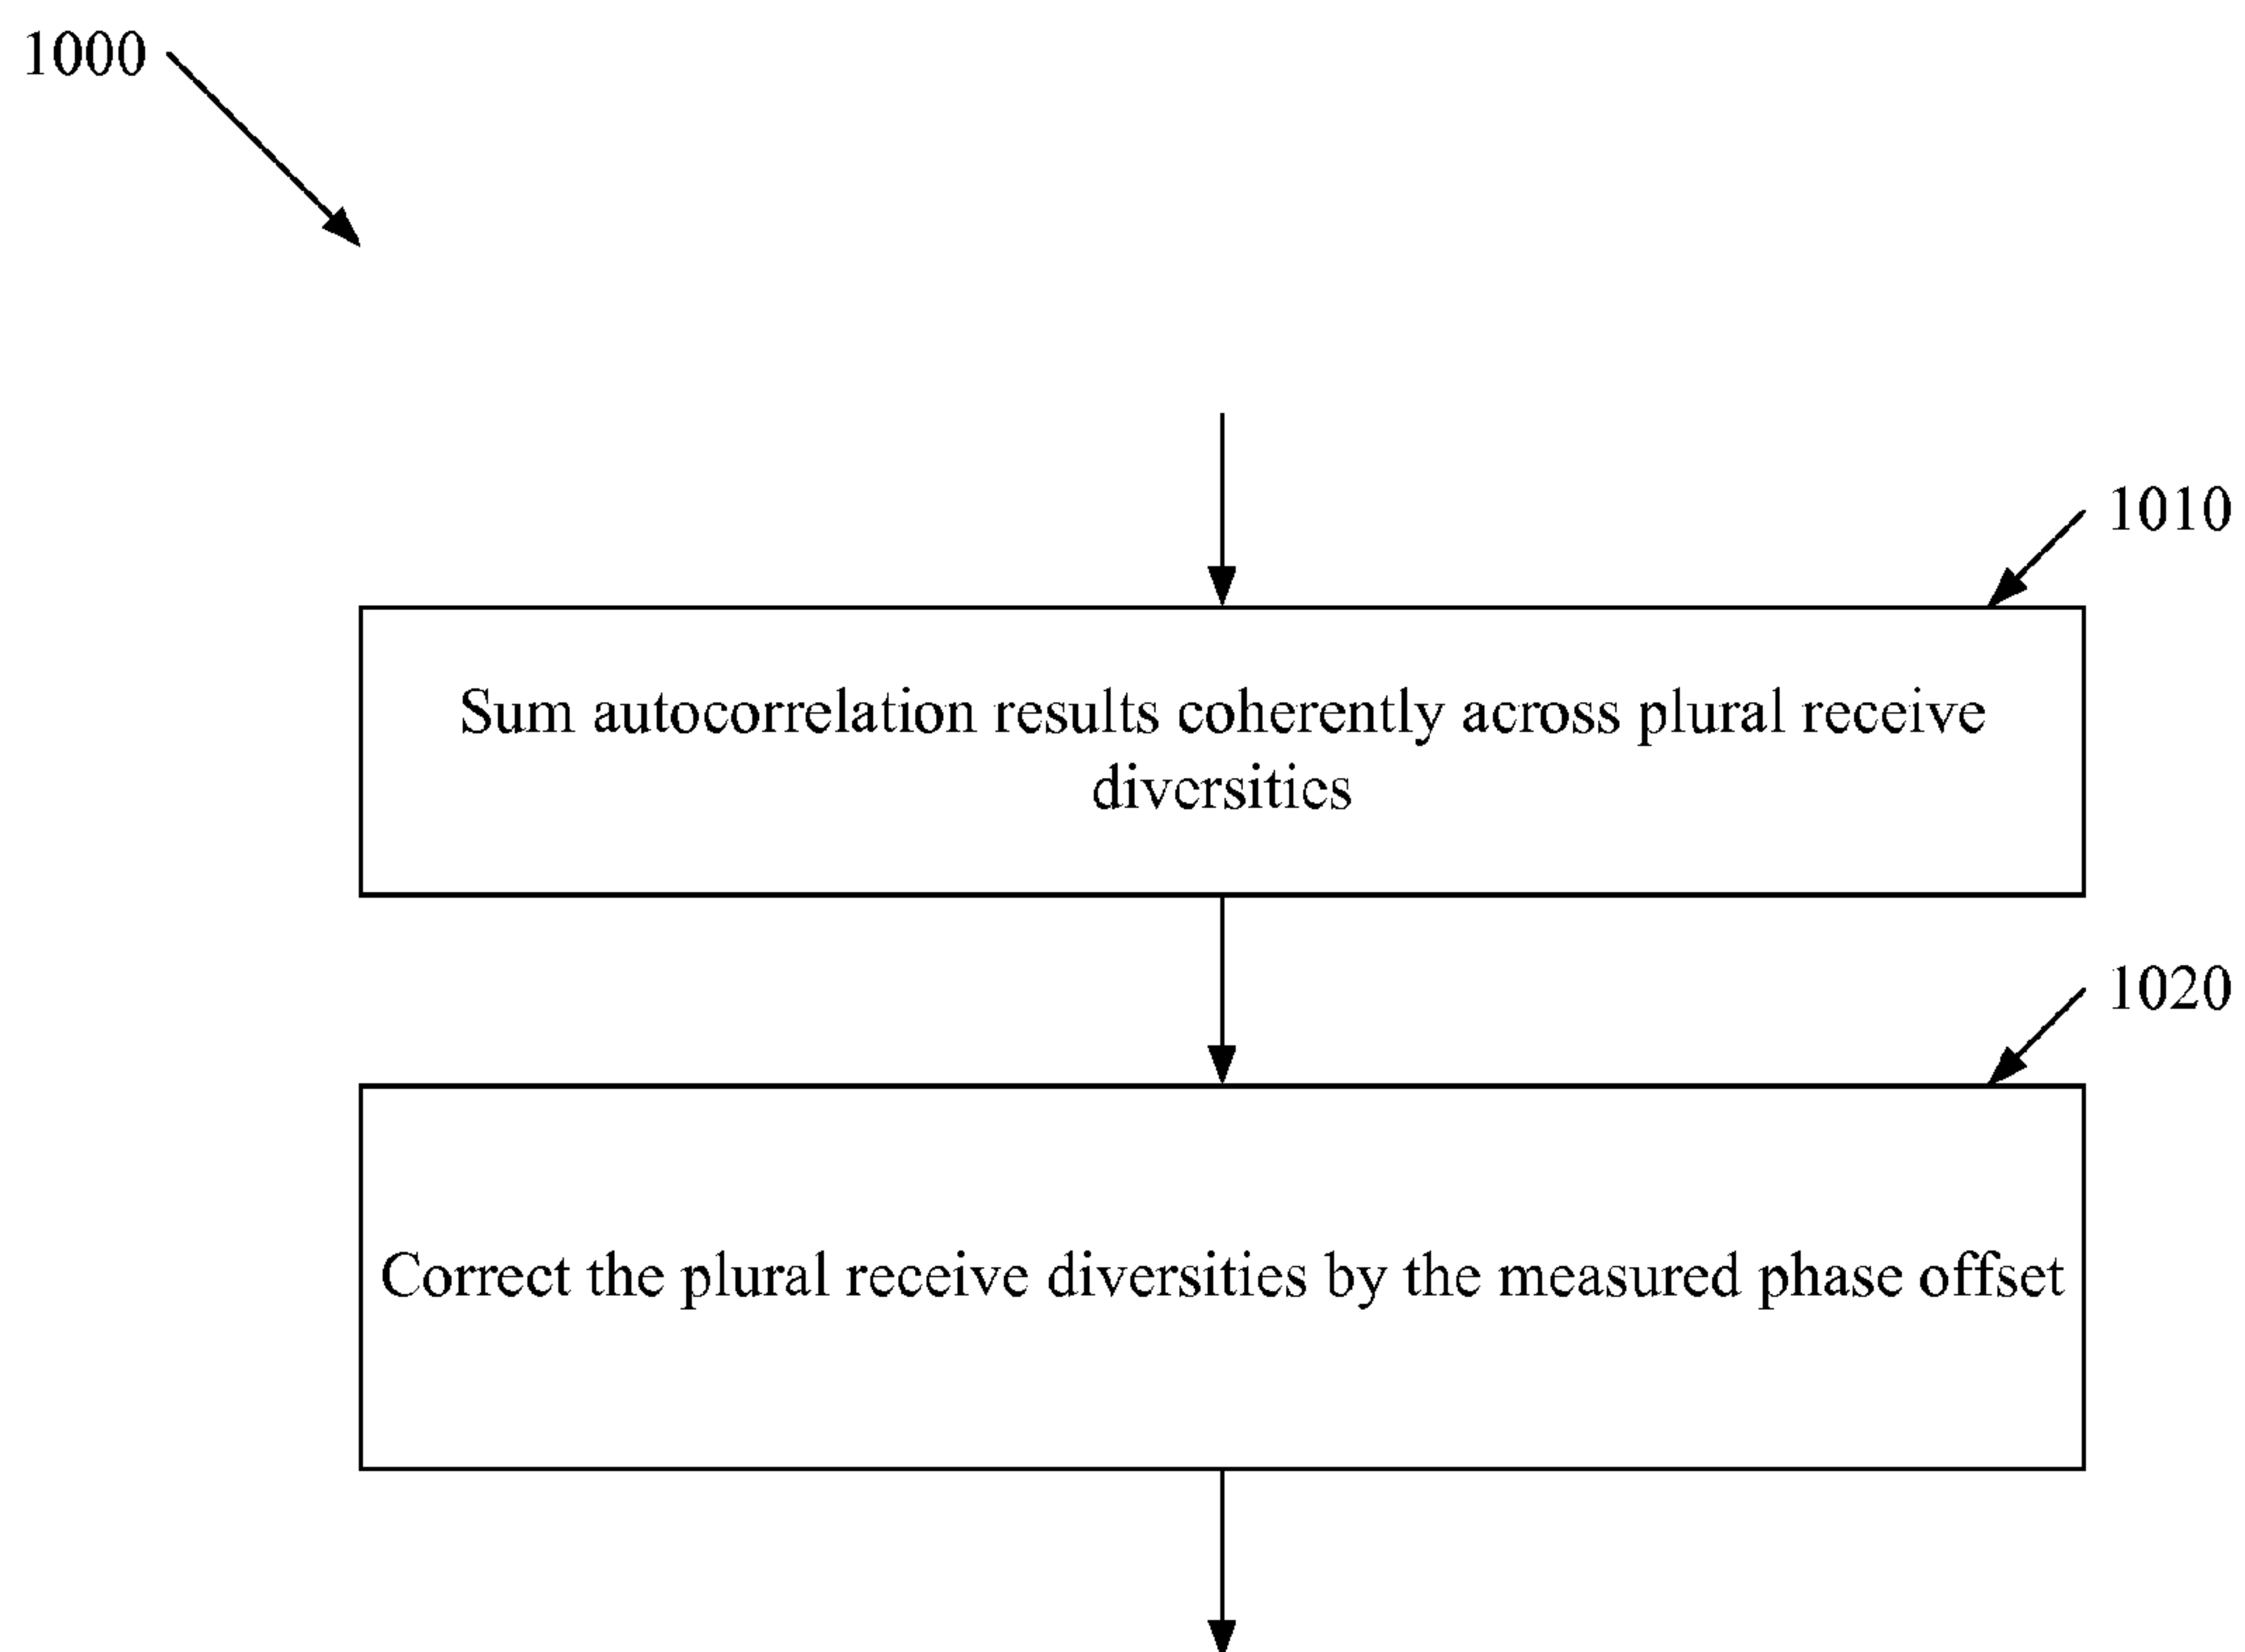 1000
1010
Sum autocorrelation results coherently across plural receive
diversities
1020
Correct the plural receive diversities by the measured phase offset